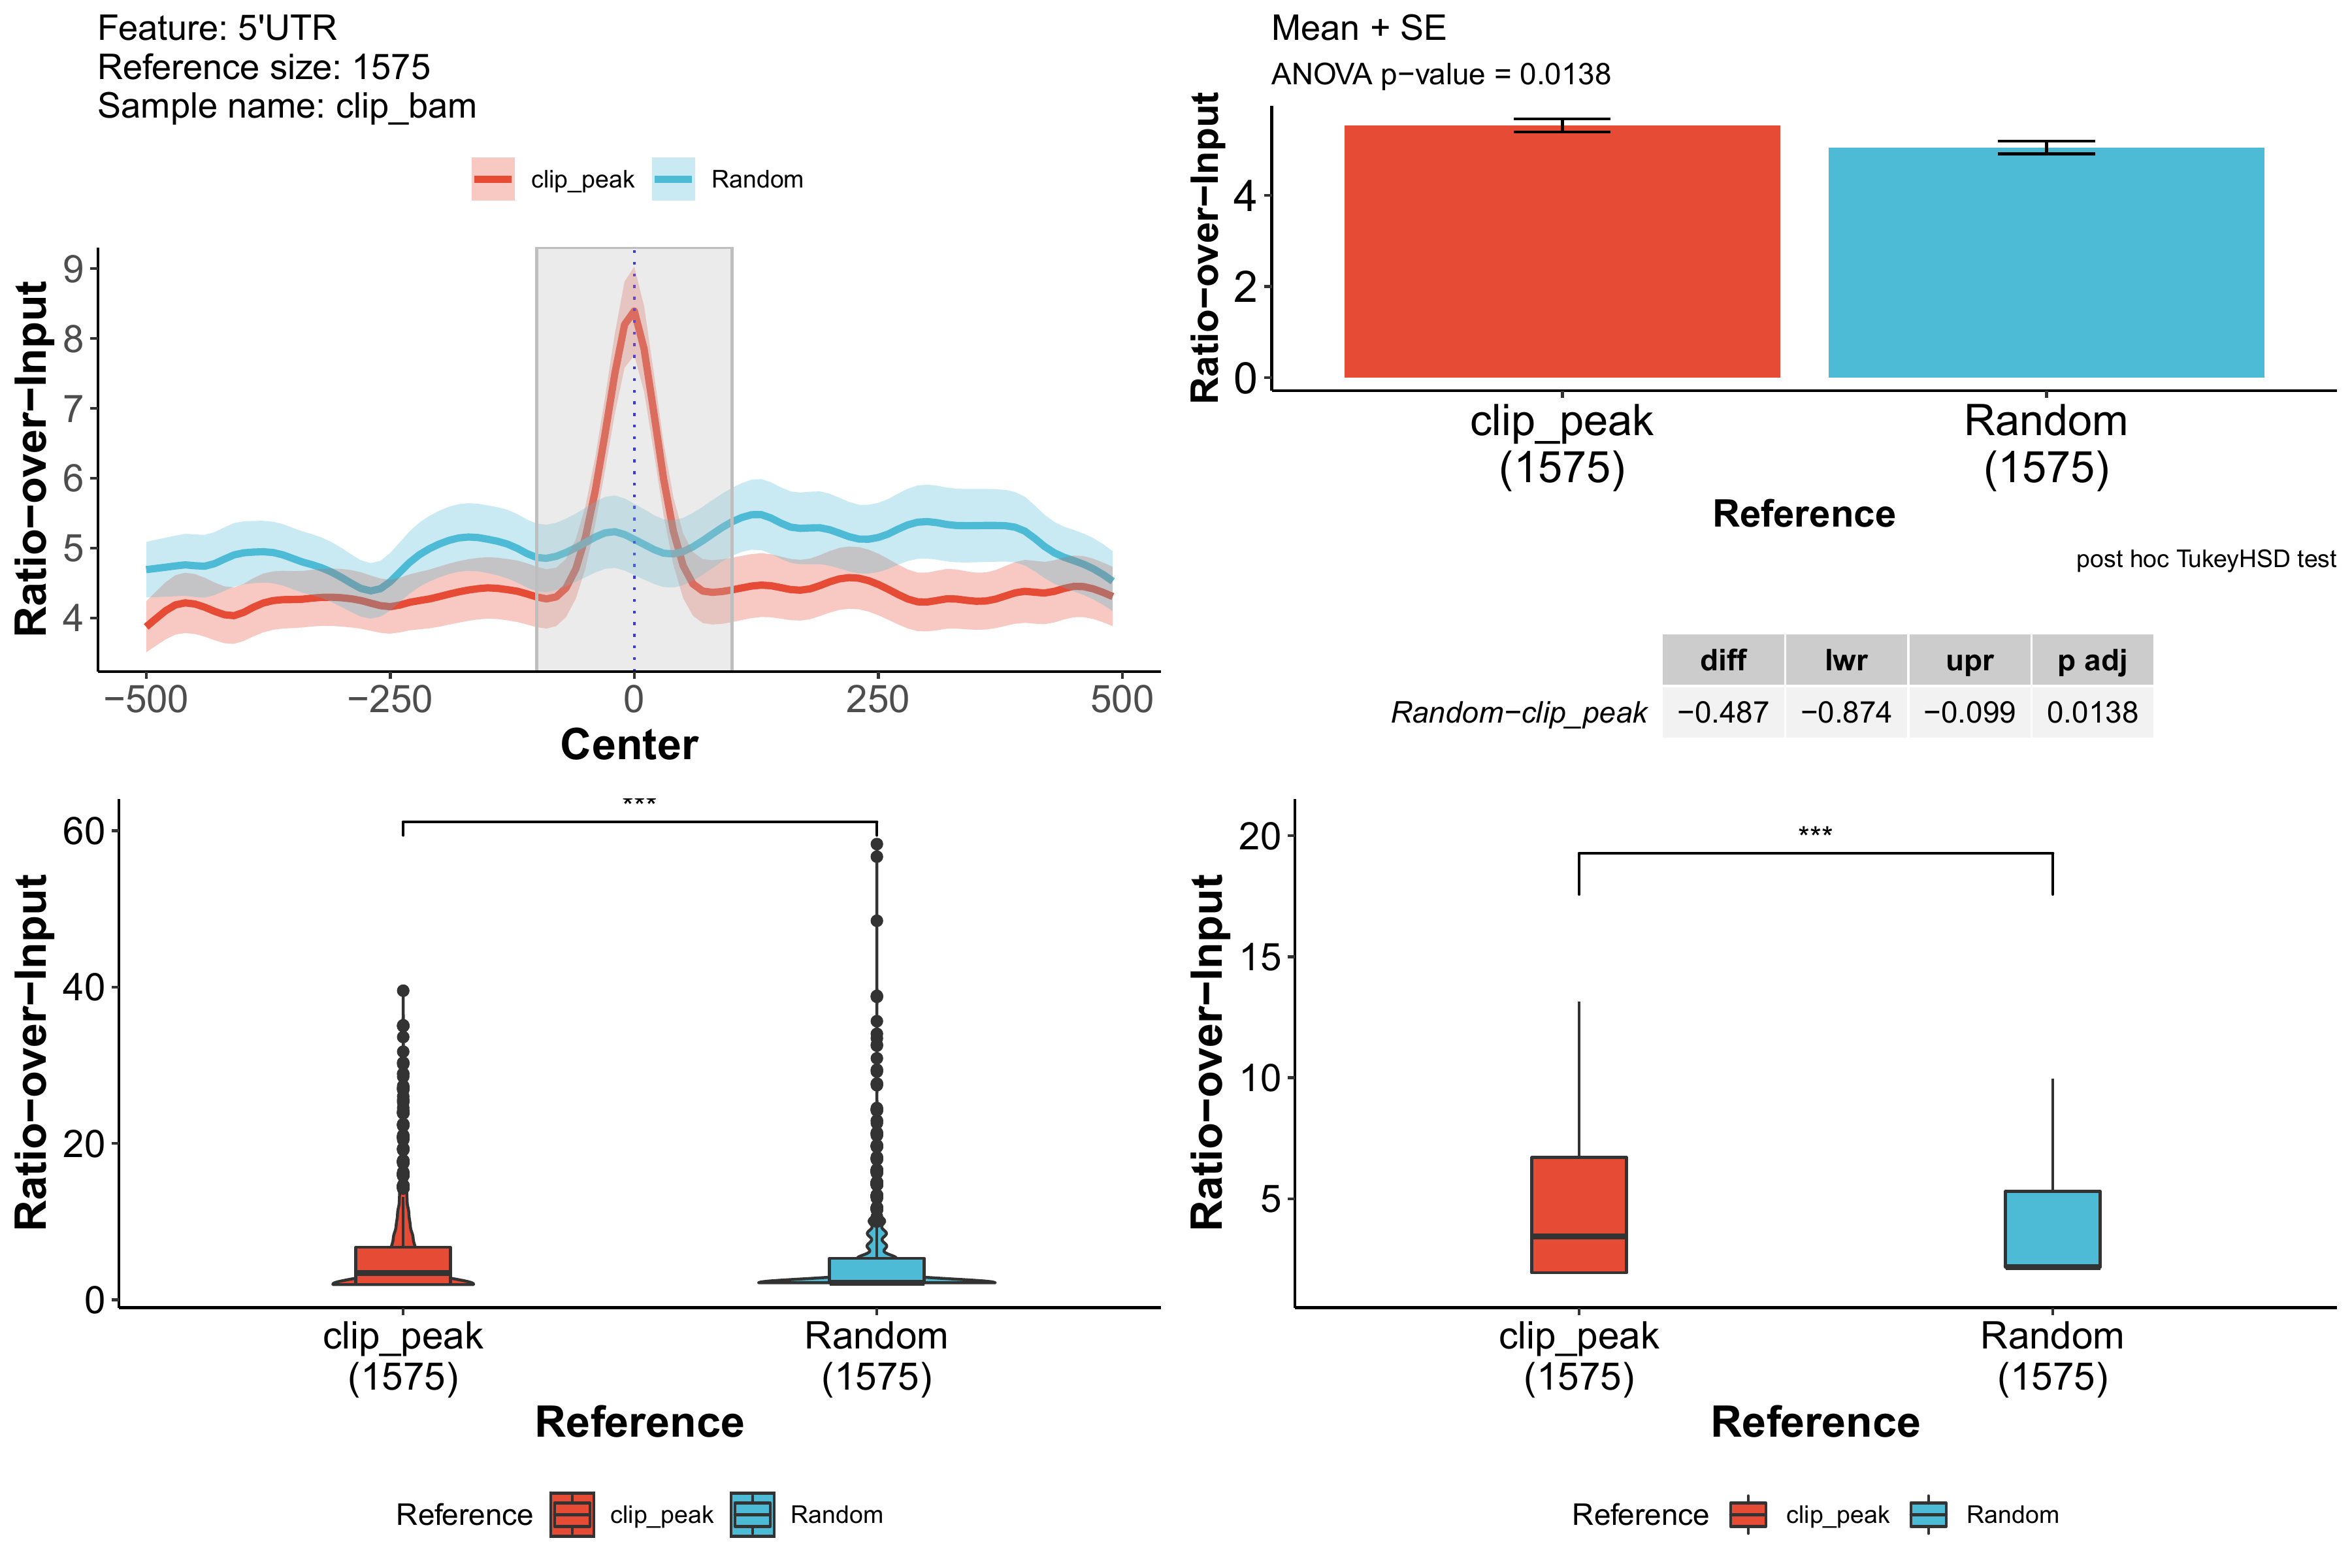 Feature: 5'UTR
Reference size: 1575
Sample name: clip_bam
clip_peak Random
Ratio−over−Input
9
8
7
6
5
4
−500 −250 0 250 500
Center
Mean + SE
ANOVA p−value = 0.0138
Ratio−over−Input
4
2
0
clip_peak Random
(1575) (1575)
Reference
post hoc TukeyHSD test
diff lwr upr p adj
Random−clip_peak −0.487 −0.874 −0.099 0.0138
Ratio−over−Input
60
40
20
0
***
clip_peak Random
(1575) (1575)
Reference
Reference clip_peak Random
Ratio−over−Input
20
15
10
5
***
clip_peak Random
(1575) (1575)
Reference
Reference clip_peak Random